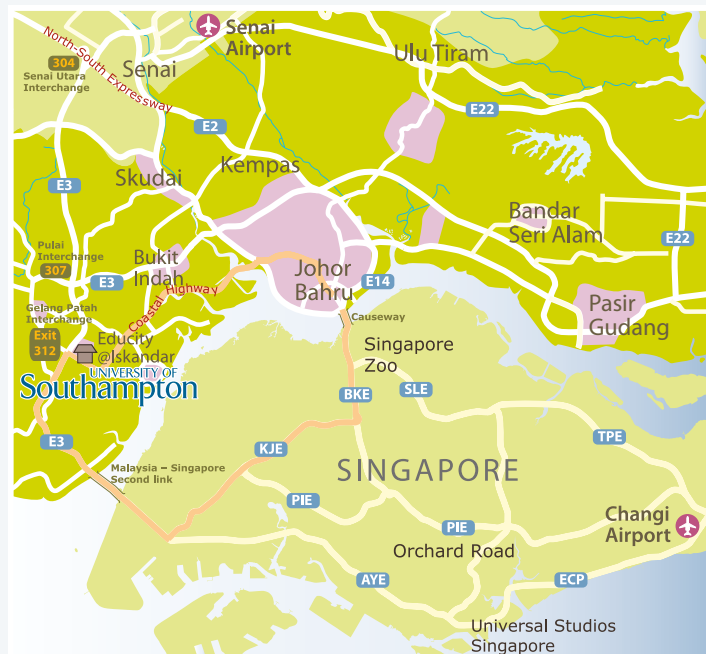 Senai
Airport
North-South Expressway
304
Senai Utara
Interchange
Senai
Ulu Tiram
E22
E2
Kempas
Skudai
E3
Bandar
Seri Alam
E22
Pulai
Interchange
307
E3
Bukit
Indah
Coastal Highway
Johor
Bahru
E14
Pasir
Gudang
Gelang Patah
Interchange
Exit
312
Educity
@Iskandar
UNIVERSITY OF
Southampton
Causeway
Singapore
Zoo
BKE
SLE
TPE
E3
KJE
SINGAPORE
Malaysia – Singapore
Second link
PIE
PIE
Changi
Airport
Orchard Road
AYE
ECP
Universal Studios
Singapore